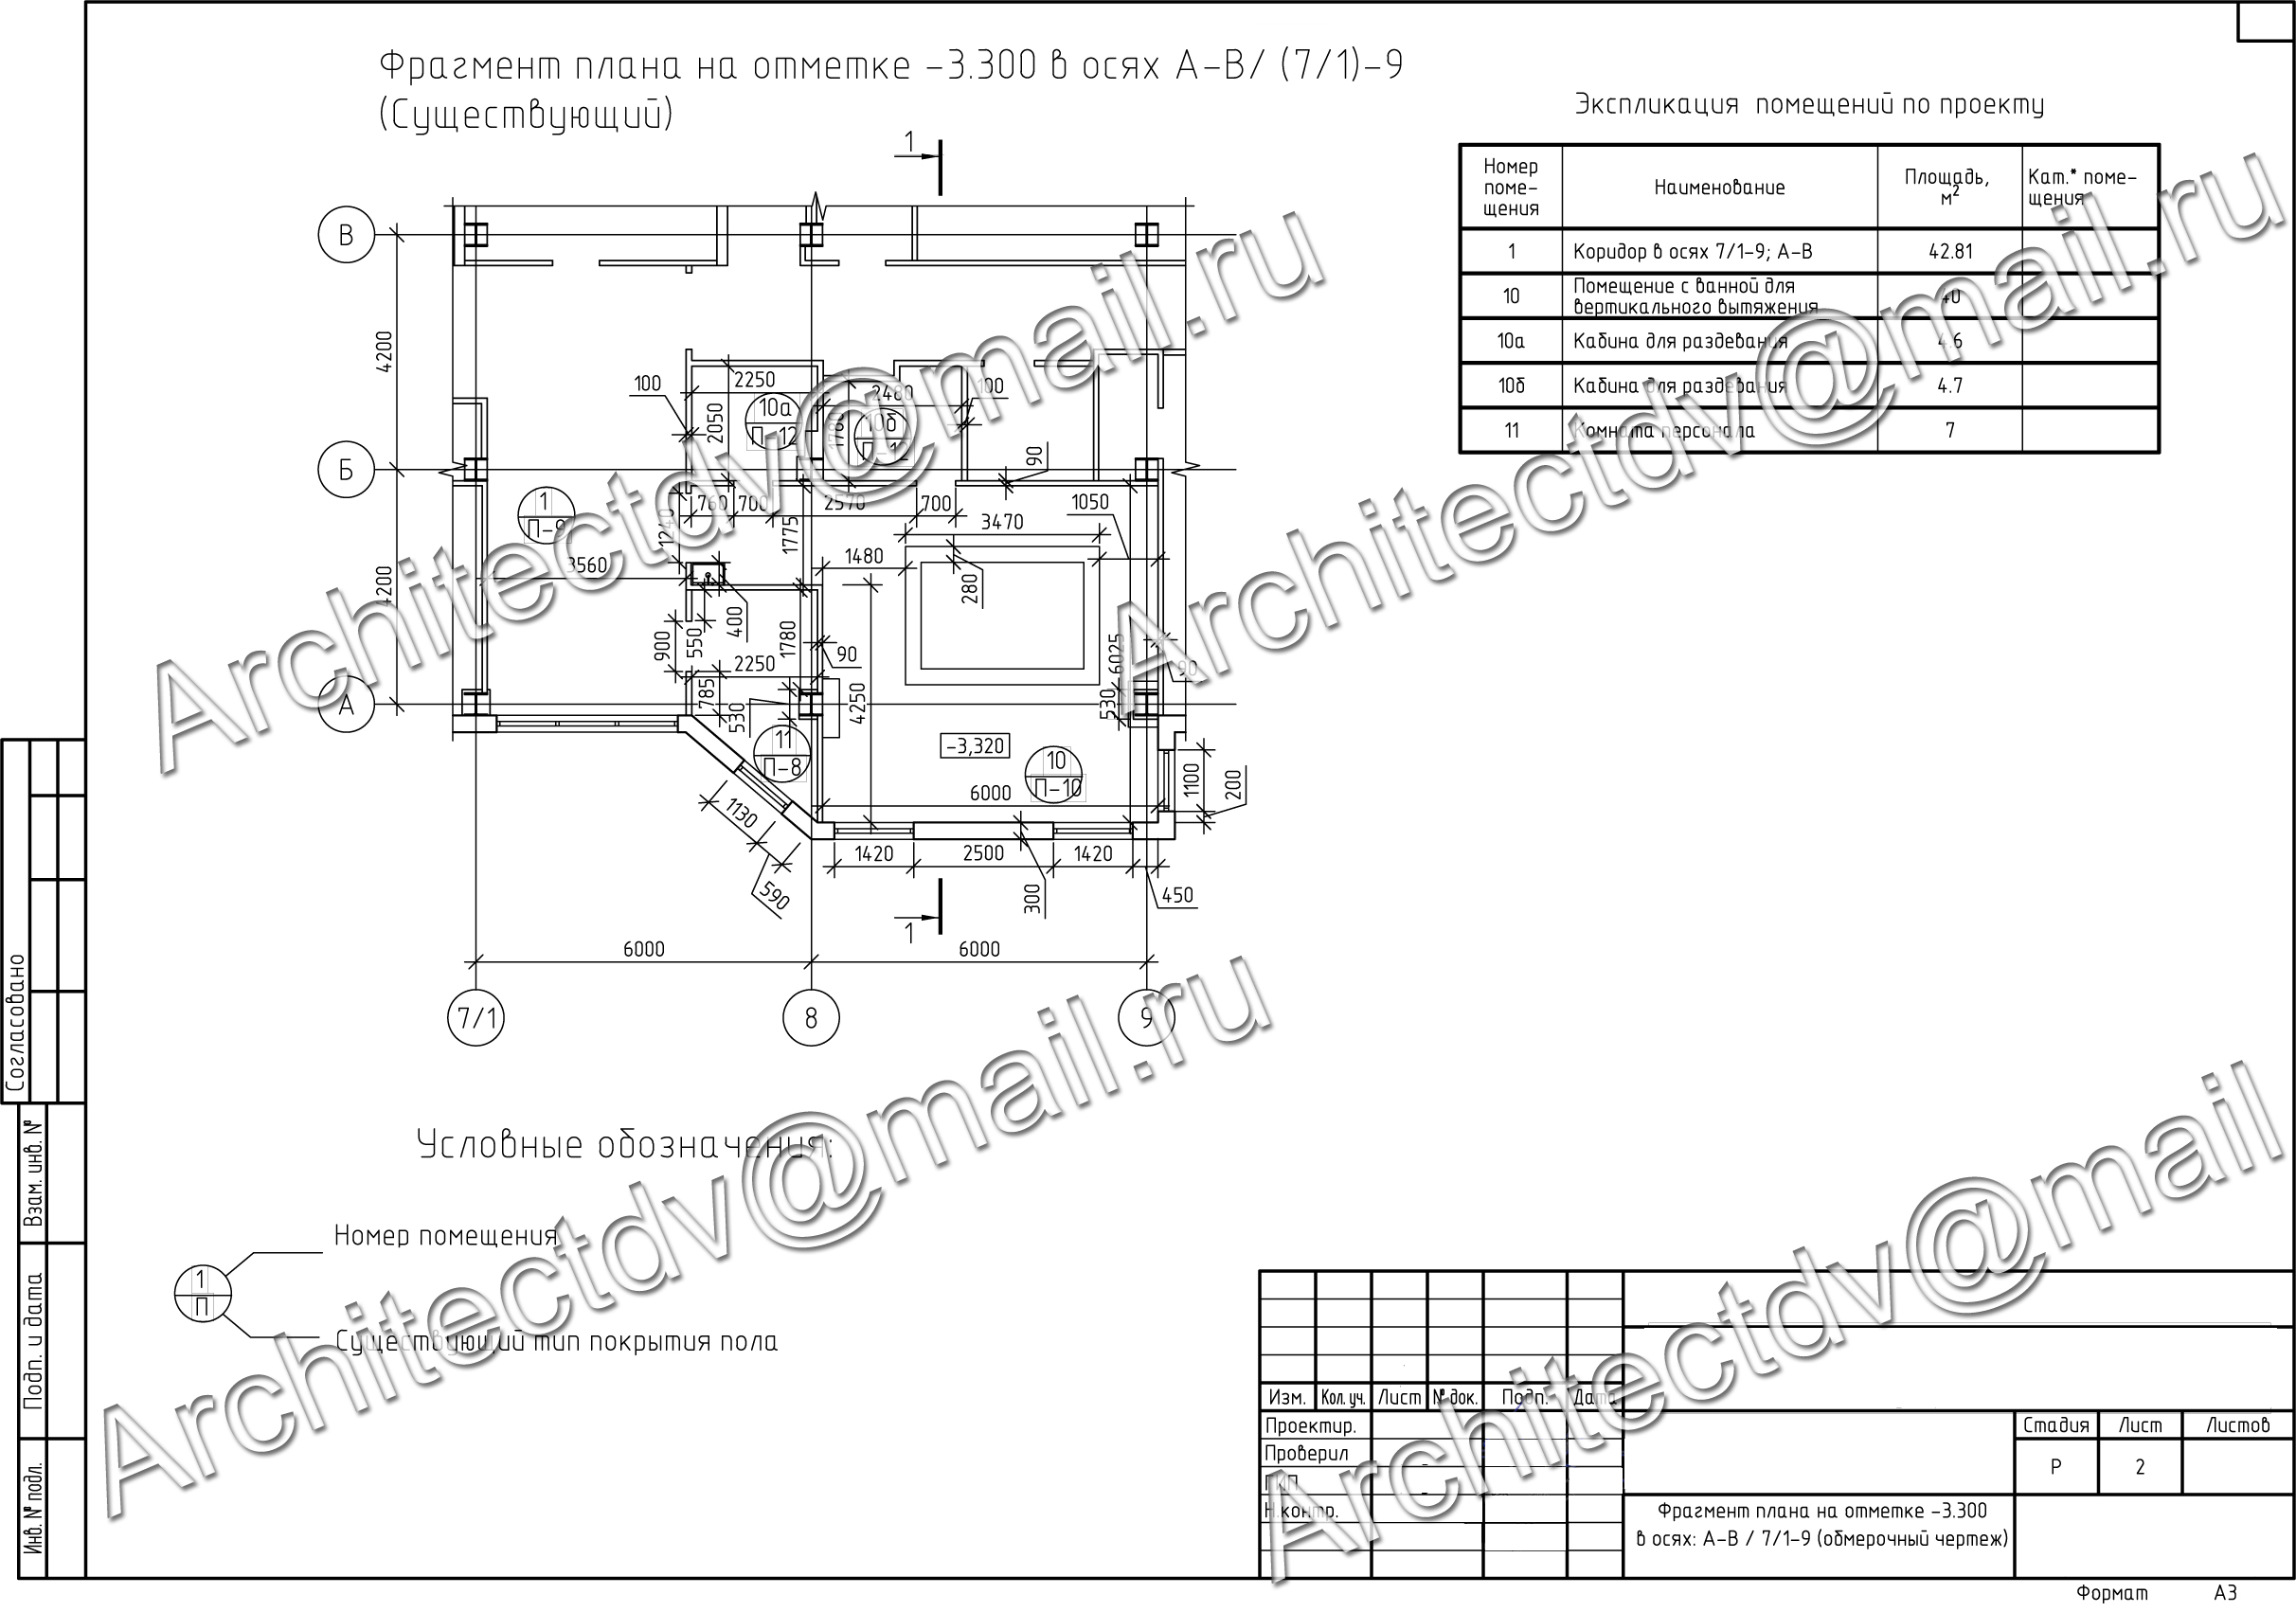 Фрагмент плана на отметке -3.300 в осях А-В/ (7/1)-9
(Существующий)
1
В
Б
А
4200
4200
100
2250
2050
10а
П-12
1780
2480
10б
П-12
100
90
1
П-9
760
700
2570
700
1240
1775
1050
3470
3560
1480
280
400
550
900
2250
1780
90
785
530
4250
6025
530
90
11
П-8
-3,320
10
П-10
6000
1100
200
1130
590
1420
2500
1420
300
450
1
6000
6000
7/1
8
9
Экспликация помещений по проекту
Номер поме-щения
Наименование
Площадь, м2
Кат.* поме-щения
1 Коридор в осях 7/1-9; А-В 42.81
10 Помещение с ванной для
вертикального вытяжения 40
10а Кабина для раздевания 4.6
10б Кабина для раздевания 4.7
11 Комната персонала 7
Условные обозначения:
Номер помещения
1
П
Существующий тип покрытия пола
Согласовано
Взам. инв. №
Подп. и дата
Инв. № подл.
Изм. Кол. уч. Лист № док. Подп. Дата
Проектир.
Проверил
ГКП
Н.контр.
Стадия Лист Листов
Р 2
Фрагмент плана на отметке -3.300
в осях: А-В / 7/1-9 (обмерочный чертеж)
Формат А3
Architectdv@mail.ru
Architectdv@mail.ru
Architectdv@mail.ru
Architectdv@mail